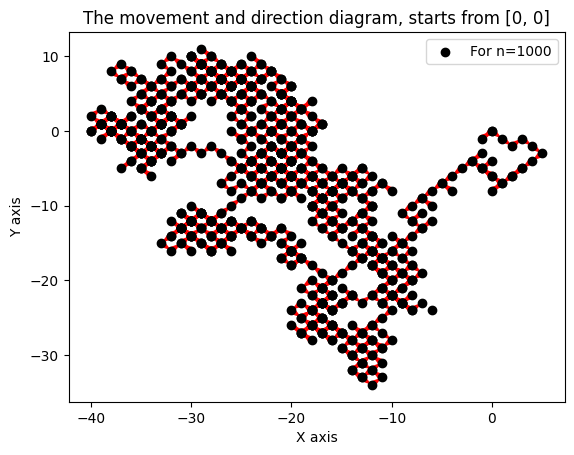 The movement and direction diagram, starts from [0, 0]
For n=1000
10
0
−10
−20
−30
Y axis
−40
−30
−20
−10
0
X axis